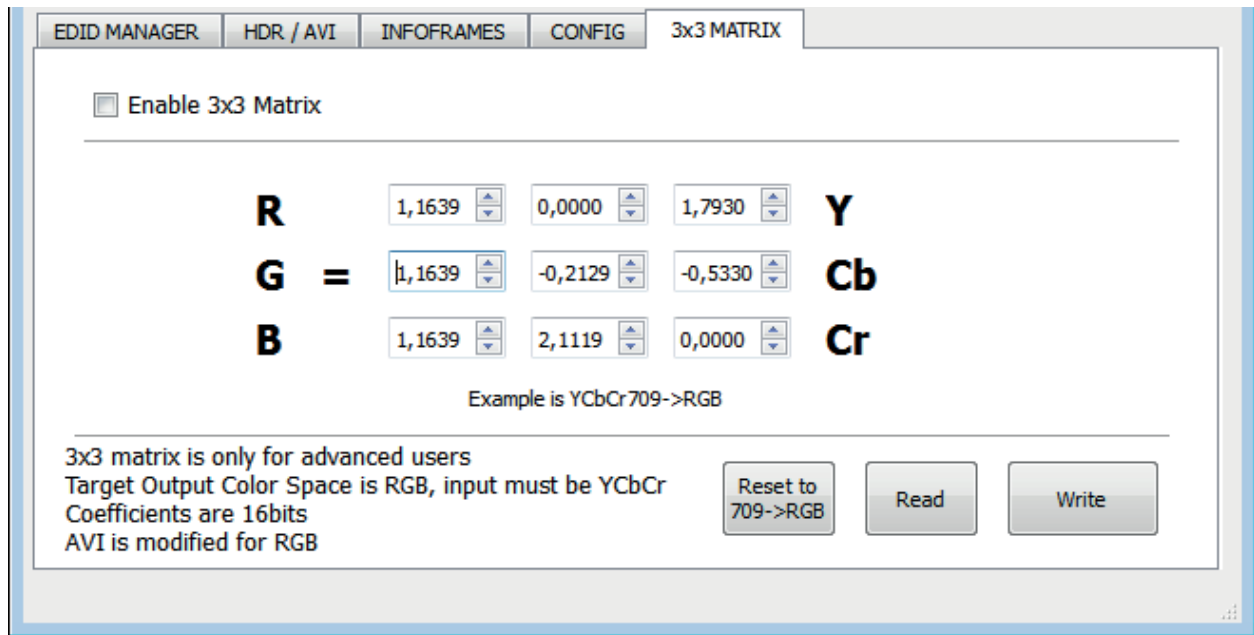 EDID MANAGER HDR / AVI INFOFRAMES CONFIG 3x3 MATRIX
Enable 3x3 Matrix
R 1,1639 0,0000 1,7930 Y
G = 1,1639 -0,2129 -0,5330 Cb
B 1,1639 2,1119 0,0000 Cr
Example is YCbCr709->RGB
3x3 matrix is only for advanced users
Target Output Color Space is RGB, input must be YCbCr
Coefficients are 16bits
AVI is modified for RGB
Reset to
709->RGB
Read
Write